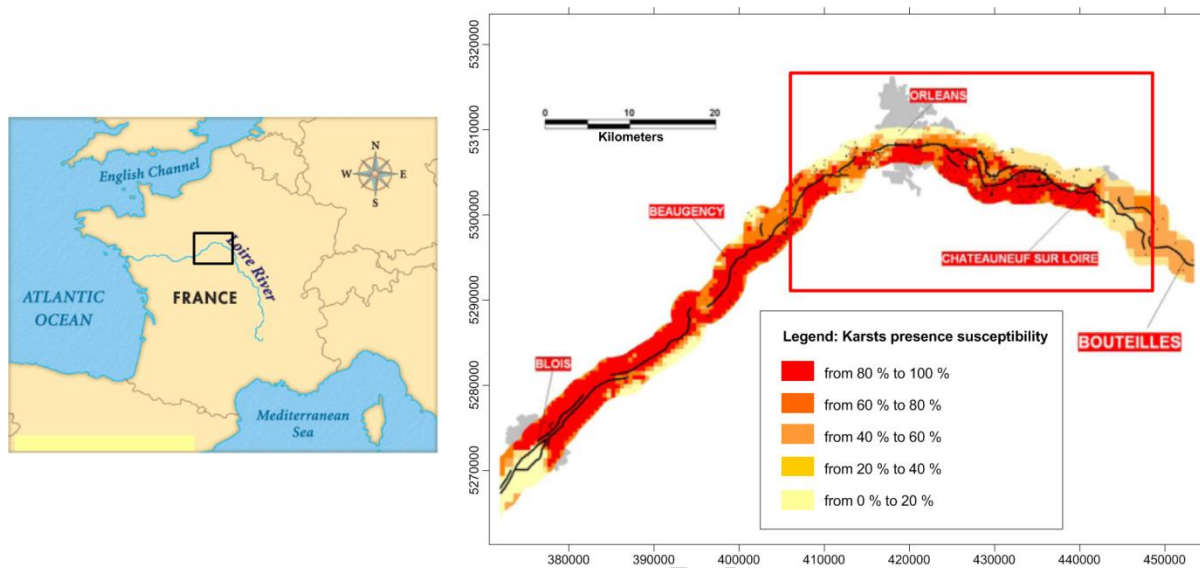 English Channel
N
W E
S
Loire River
FRANCE
ATLANTIC
OCEAN
Mediterranean
Sea
5320000
5310000
5300000
5290000
5280000
5270000
0 10 20
Kilometers
ORLEANS
BEAUGENCY
CHATEAUNEUF SUR LOIRE
BOUTEILLES
BLOIS
Legend: Karsts presence susceptibility
from 80 % to 100 %
from 60 % to 80 %
from 40 % to 60 %
from 20 % to 40 %
from 0 % to 20 %
380000 390000 400000 410000 420000 430000 440000 450000